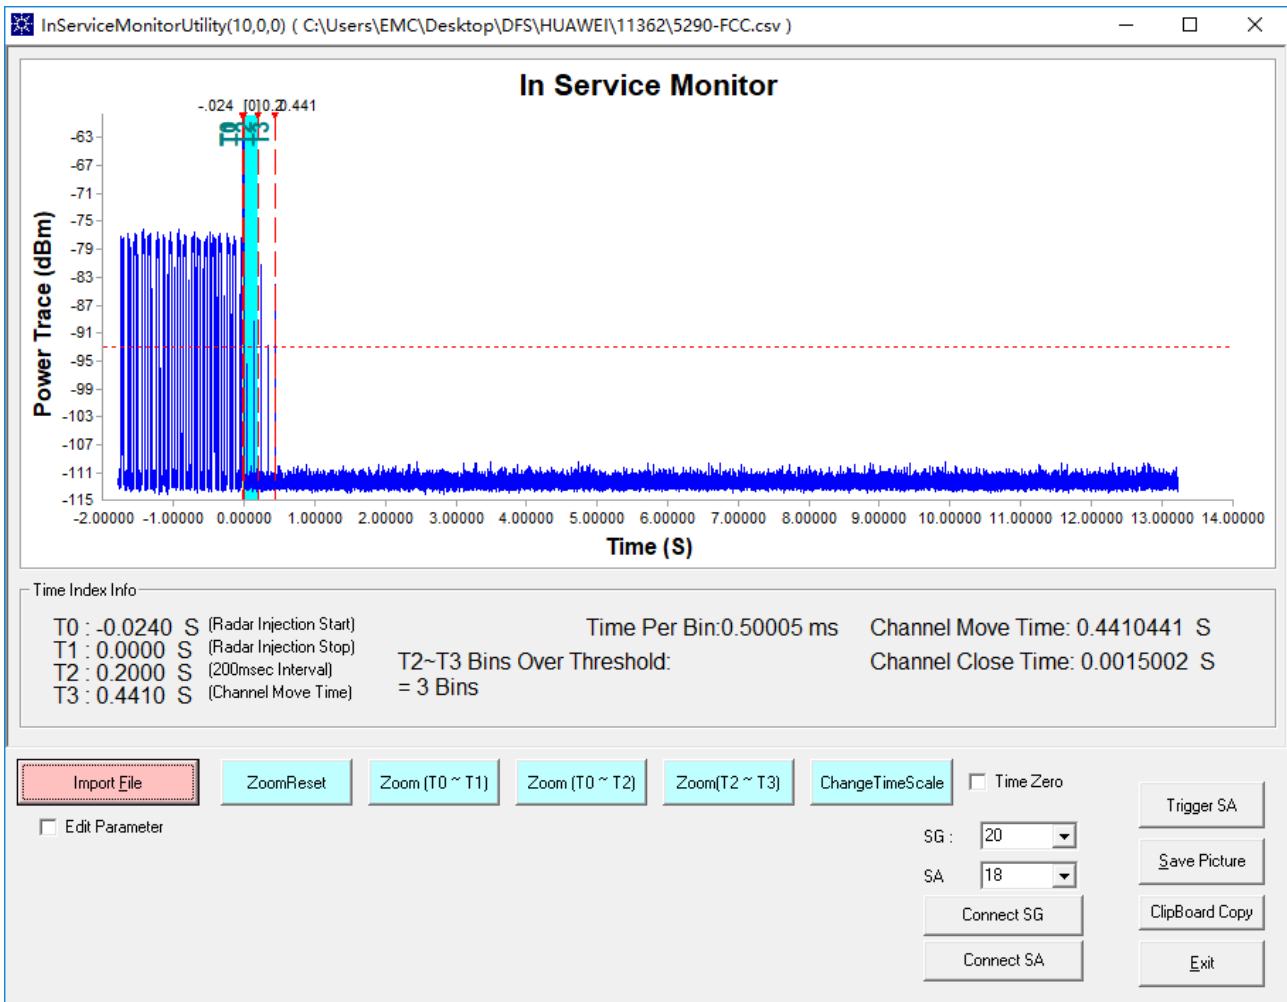 InServiceMonitorUtility(10,0,0) ( C:\Users\EMC\Desktop\DFS\HUAWEI\11362\5290-FCC.csv )
In Service Monitor
-.024
0.441
Power Trace (dBm)
-63
-67
-71
-75
-79
-83
-87
-91
-95
-99
-103
-107
-111
-115
-2.00000 -1.00000 0.00000 1.00000 2.00000 3.00000 4.00000 5.00000 6.00000 7.00000 8.00000 9.00000 10.00000 11.00000 12.00000 13.00000 14.00000
Time (S)
Time Index Info
T0 : -0.0240 S (Radar Injection Start)
T1 : 0.0000 S (Radar Injection Stop)
T2 : 0.2000 S (200msec Interval)
T3 : 0.4410 S (Channel Move Time)
Time Per Bin:0.50005 ms
T2~T3 Bins Over Threshold:
= 3 Bins
Channel Move Time: 0.4410441 S
Channel Close Time: 0.0015002 S
Import File
ZoomReset
Zoom (T0 ~ T1)
Zoom (T0 ~ T2)
Zoom(T2 ~ T3)
ChangeTimeScale
Time Zero
Trigger SA
Edit Parameter
SG : 20
Save Picture
SA 18
Connect SG
ClipBoard Copy
Connect SA
Exit